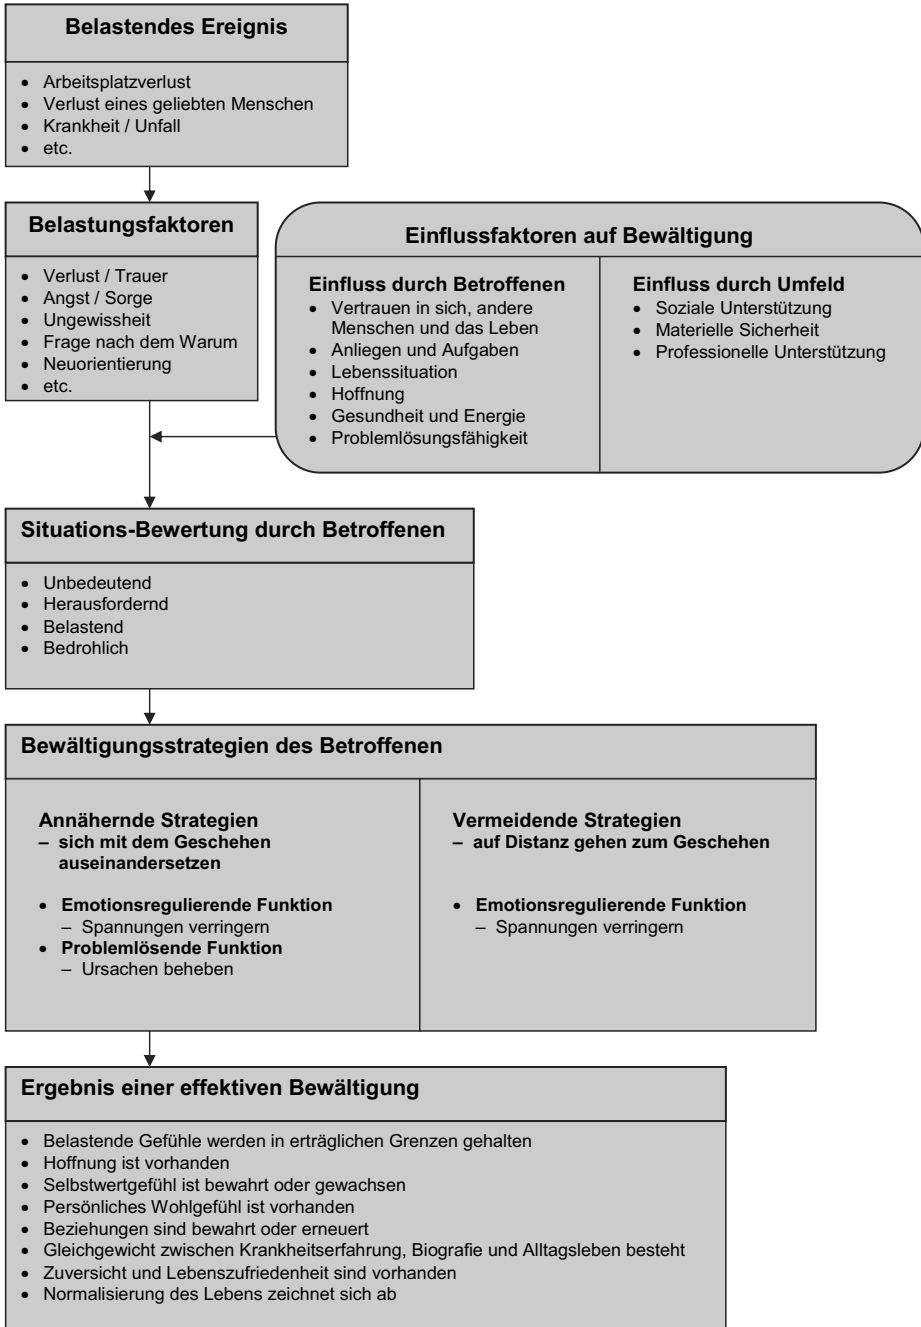 Belastendes Ereignis
• Arbeitsplatzverlust
• Verlust eines geliebten Menschen
• Krankheit / Unfall
• etc.
Belastungsfaktoren
• Verlust / Trauer
• Angst / Sorge
• Ungewissheit
• Frage nach dem Warum
• Neuorientierung
• etc.
Einflussfaktoren auf Bewältigung
Einfluss durch Betroffenen
• Vertrauen in sich, andere
Menschen und das Leben
• Anliegen und Aufgaben
• Lebenssituation
• Hoffnung
• Gesundheit und Energie
• Problemlösungsfähigkeit
Einfluss durch Umfeld
• Soziale Unterstützung
• Materielle Sicherheit
• Professionelle Unterstützung
Situations-Bewertung durch Betroffenen
• Unbedeutend
• Herausfordernd
• Belastend
• Bedrohlich
Bewältigungsstrategien des Betroffenen
Annähernde Strategien
– sich mit dem Geschehen
auseinandersetzen
• Emotionsregulierende Funktion
– Spannungen verringern
• Problemlösende Funktion
– Ursachen beheben
Vermeidende Strategien
– auf Distanz gehen zum Geschehen
• Emotionsregulierende Funktion
– Spannungen verringern
Ergebnis einer effektiven Bewältigung
• Belastende Gefühle werden in erträglichen Grenzen gehalten
• Hoffnung ist vorhanden
• Selbstwertgefühl ist bewahrt oder gewachsen
• Persönliches Wohlgefühl ist vorhanden
• Beziehungen sind bewahrt oder erneuert
• Gleichgewicht zwischen Krankheitserfahrung, Biografie und Alltagsleben besteht
• Zuversicht und Lebenszufriedenheit sind vorhanden
• Normalisierung des Lebens zeichnet sich ab